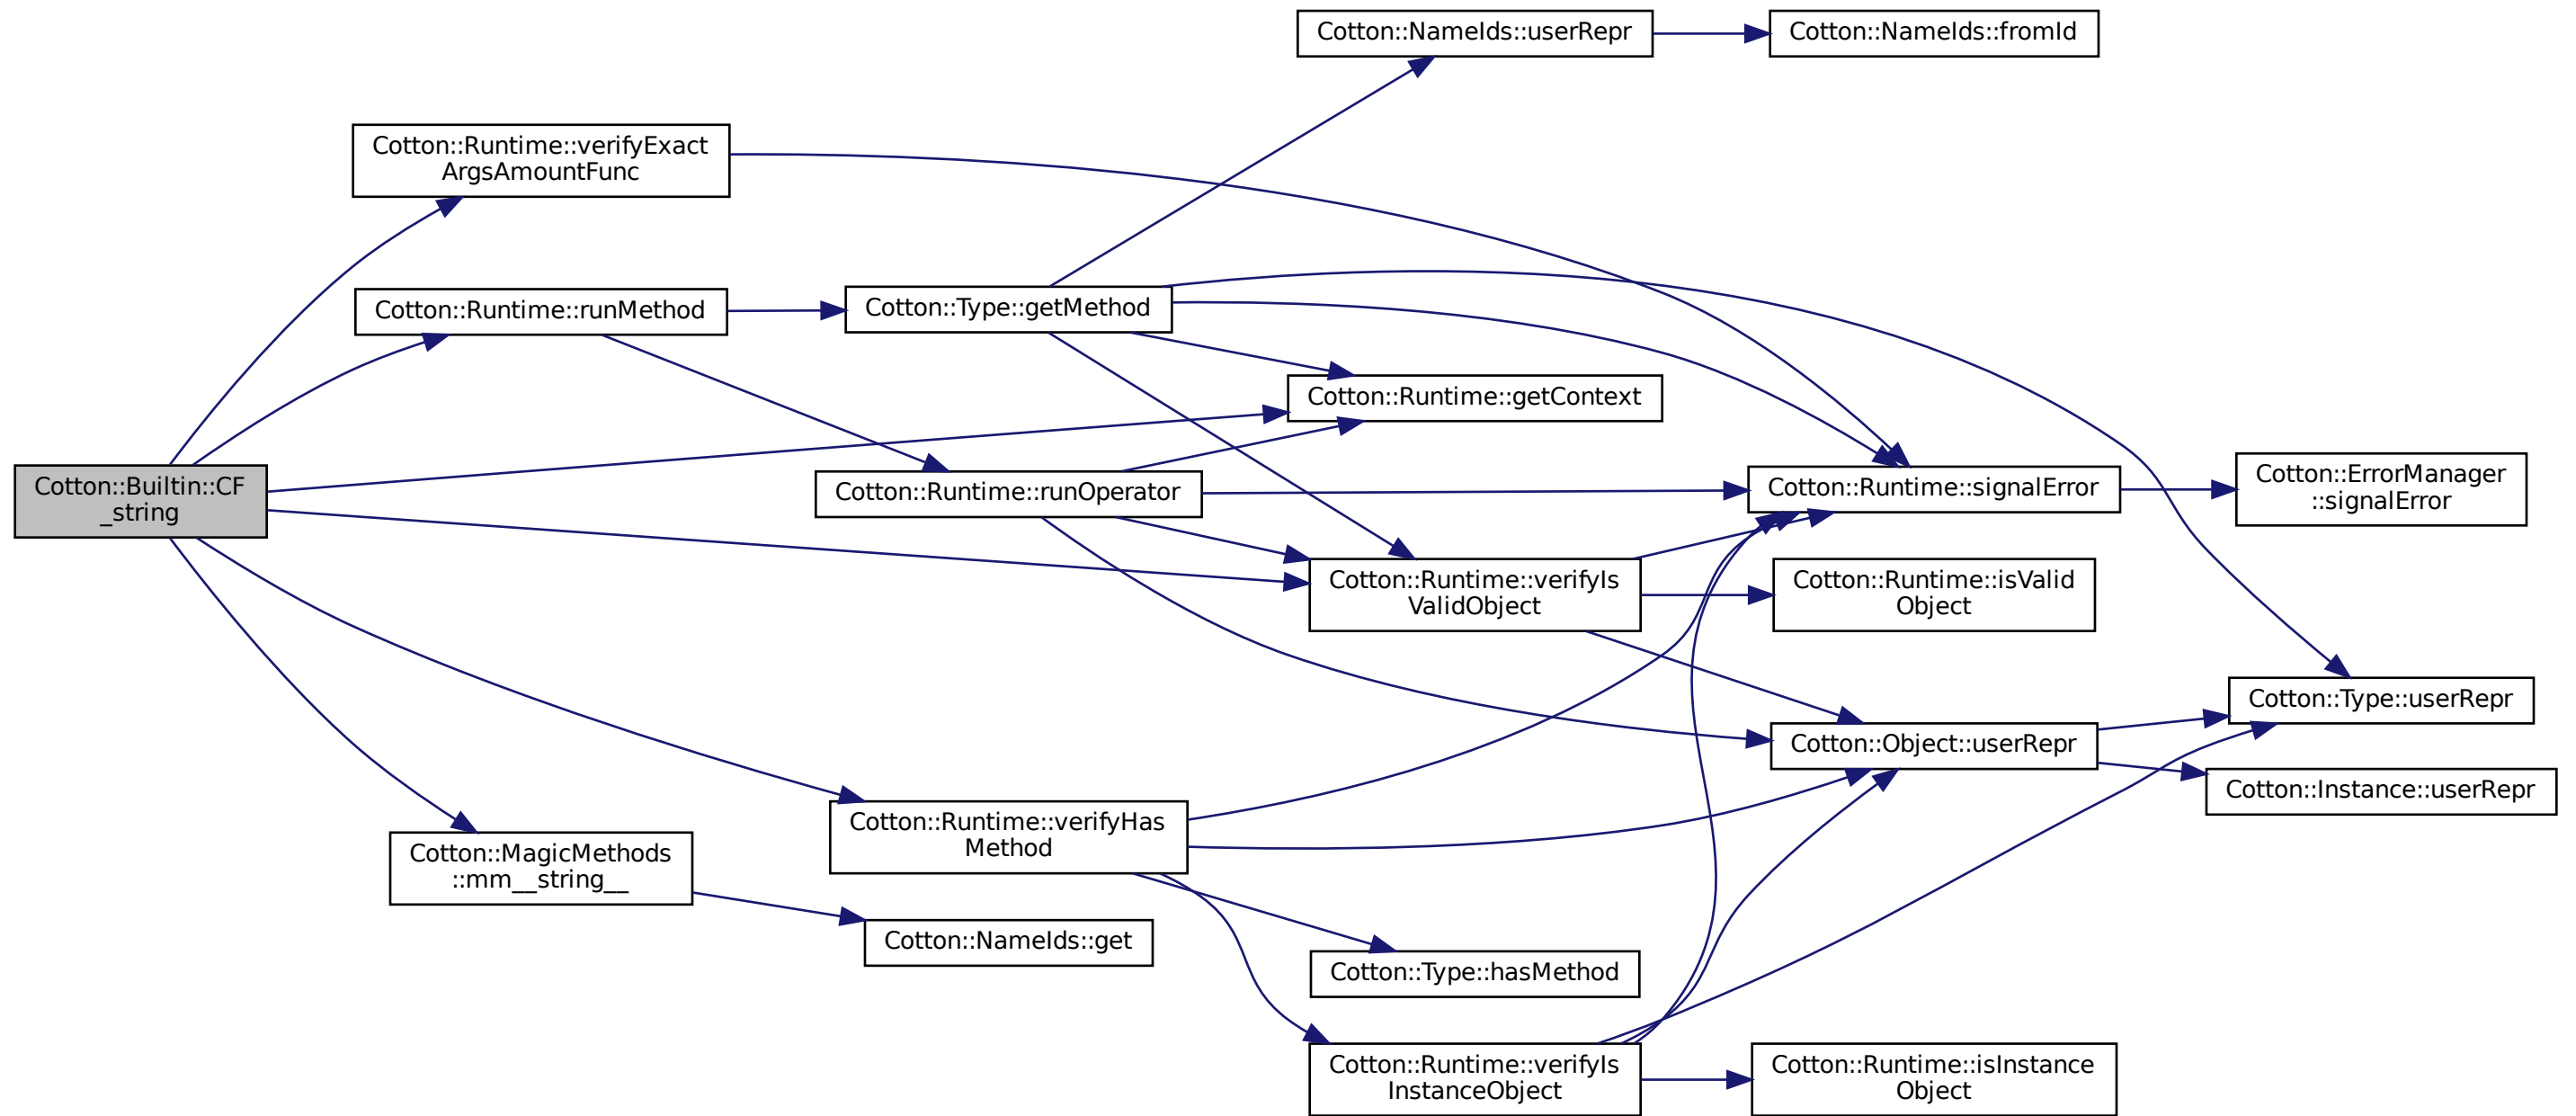 Cotton::NameIds::userRepr
Cotton::NameIds::fromId
Cotton::Runtime::verifyExact
ArgsAmountFunc
Cotton::Runtime::runMethod
Cotton::Type::getMethod
Cotton::Runtime::getContext
Cotton::Builtin::CF
_string
Cotton::Runtime::runOperator
Cotton::Runtime::signalError
Cotton::ErrorManager
::signalError
Cotton::Runtime::verifyIs
ValidObject
Cotton::Runtime::isValid
Object
Cotton::Type::userRepr
Cotton::Object::userRepr
Cotton::Instance::userRepr
Cotton::Runtime::verifyHas
Method
Cotton::MagicMethods
::mm__string__
Cotton::NameIds::get
Cotton::Type::hasMethod
Cotton::Runtime::verifyIs
InstanceObject
Cotton::Runtime::isInstance
Object